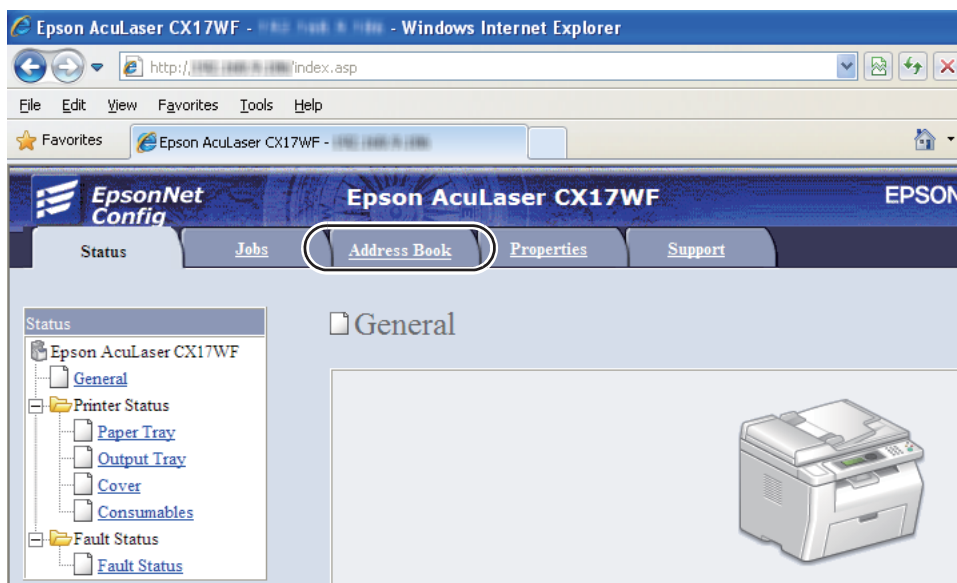 Epson AcuLaser CX17WF - - Windows Internet Explorer
http:/ /index.asp
File Edit View Favorites Tools Help
Favorites Epson AcuLaser CX17WF -
EpsonNet Config Epson AcuLaser CX17WF EPSON
Status Jobs Address Book Properties Support
Status
General
Epson AcuLaser CX17WF
General
Printer Status
Paper Tray
Output Tray
Cover
Consumables
Fault Status
Fault Status